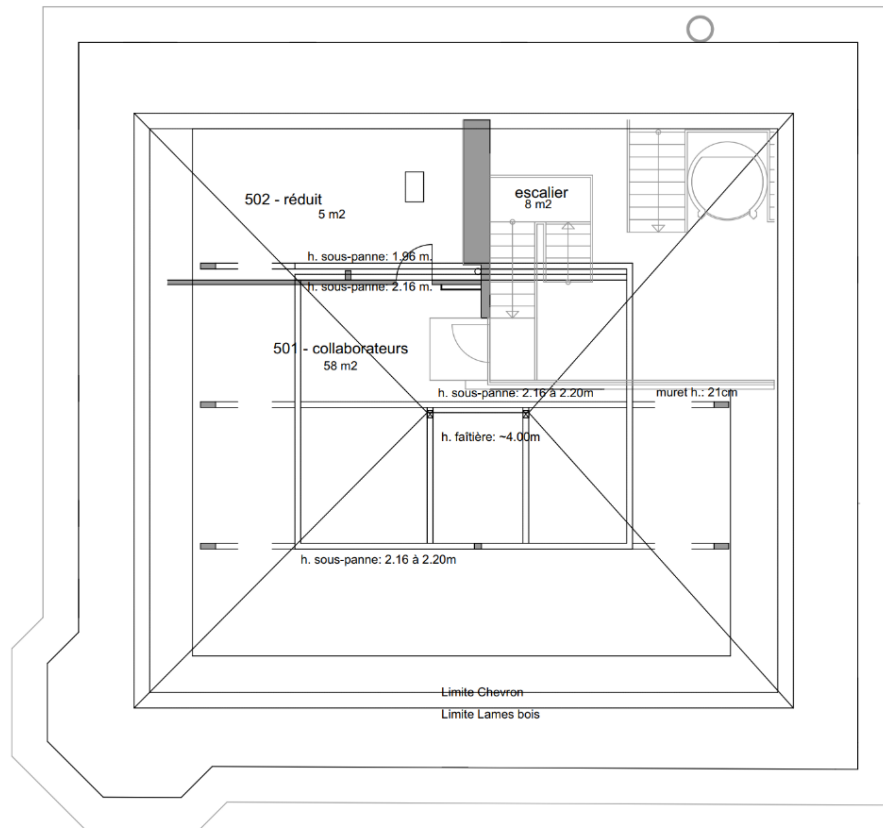 escalier
8 m2
502 - réduit
5 m2
h. sous-panne: 1.96 m.
h. sous-panne: 2.16 m.
501 - collaborateurs
58 m2
h. sous-panne: 2.16 à 2.20m
muret h.: 21cm
h. faîtière: ~4.00m
h. sous-panne: 2.16 à 2.20m
Limite Chevron
Limite Lames bois